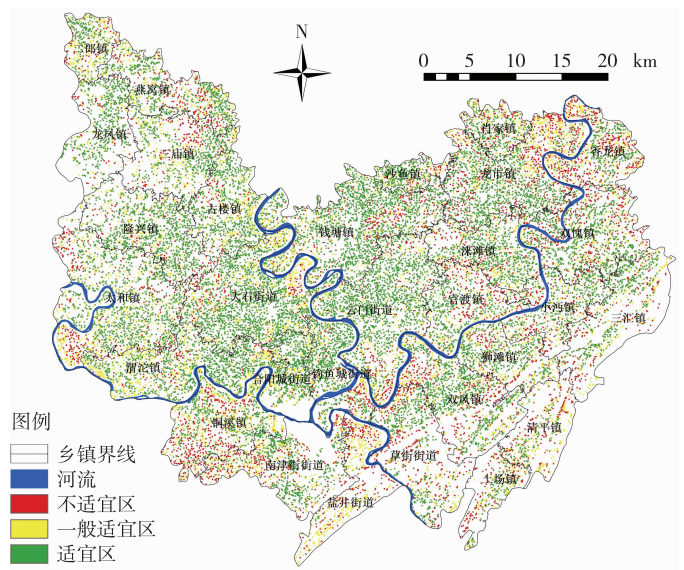 N
0 5 10 15 20 km
二郎镇
燕窝镇
龙凤镇
三庙镇
肖家镇
香龙镇
沙鱼镇
龙市镇
古楼镇
钱塘镇
隆兴镇
双槐镇
涞滩镇
太和镇
大石街道
云门街道
官渡镇
小沔镇
三汇镇
狮滩镇
渭沱镇
合阳城街道
钓鱼城街道
双凤镇
铜溪镇
清平镇
南津街街道
草街街道
土场镇
盐井街道
图例
乡镇界线
河流
不适宜区
一般适宜区
适宜区